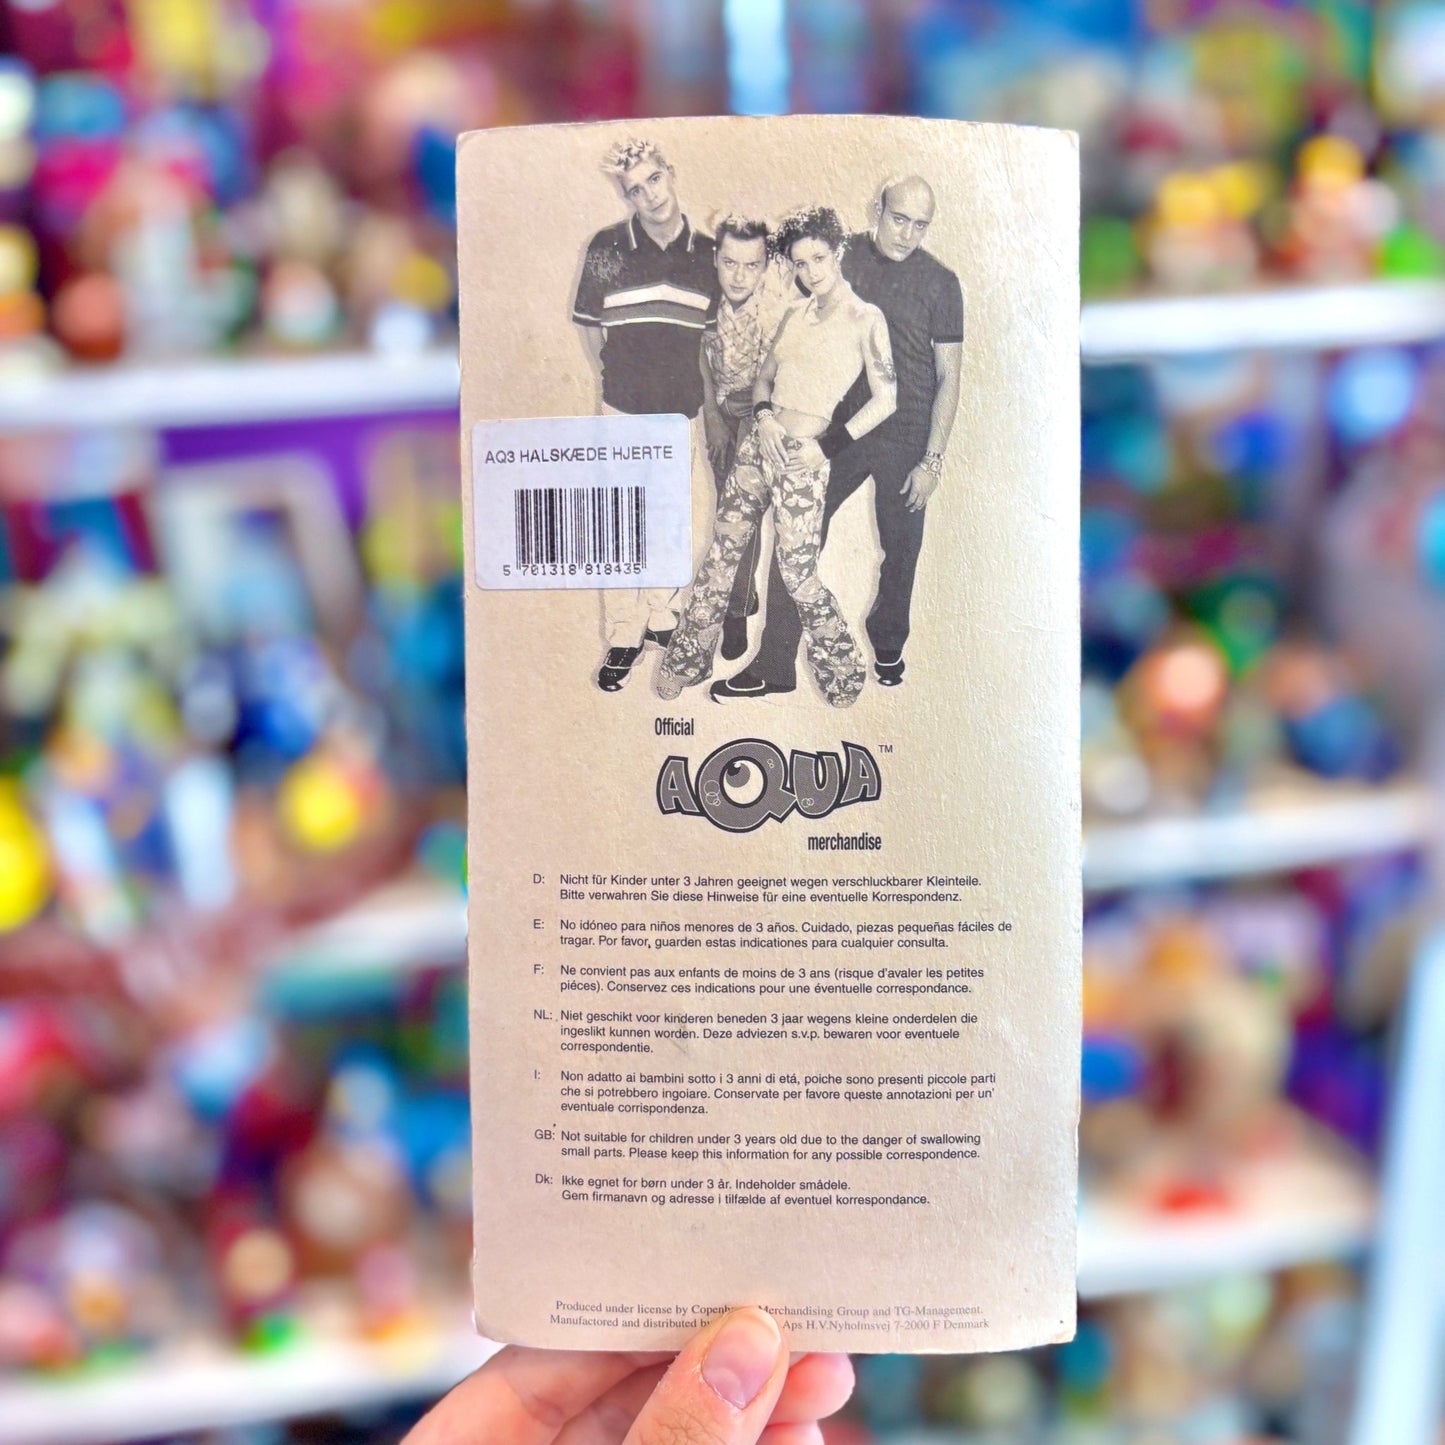 AQ3 HALSKÆDE HJERTE
5 701318 818435
Official
AQUA™
merchandise
D: Nicht für Kinder unter 3 Jahren geeignet wegen verschluckbarer Kleinteile.
Bitte verwahren Sie diese Hinweise für eine eventuelle Korrespondenz.
E: No idóneo para niños menores de 3 años. Cuidado, piezas pequeñas fáciles de
tragar. Por favor, guarden estas indicationes para cualquier consulta.
F: Ne convient pas aux enfants de moins de 3 ans (risque d'avaler les petites
piéces). Conservez ces indications pour une éventuelle correspondance.
NL: Niet geschikt voor kinderen beneden 3 jaar wegens kleine onderdelen die
ingeslikt kunnen worden. Deze adviezen s.v.p. bewaren voor eventuele
correspondentie.
I: Non adatto ai bambini sotto i 3 anni di etá, poiche sono presenti piccole parti
che si potrebbero ingoiare. Conservate per favore queste annotazioni per un'
eventuale corrispondenza.
GB: Not suitable for children under 3 years old due to the danger of swallowing
small parts. Please keep this information for any possible correspondence.
Dk: Ikke egnet for børn under 3 år. Indeholder smådele.
Gem firmanavn og adresse i tilfælde af eventuel korrespondance.
Produced under license by Merchandising Group and TG-Management.
Manufactored and distributed by Aps H.V.Nyholmsvej 7-2000 F Denmark